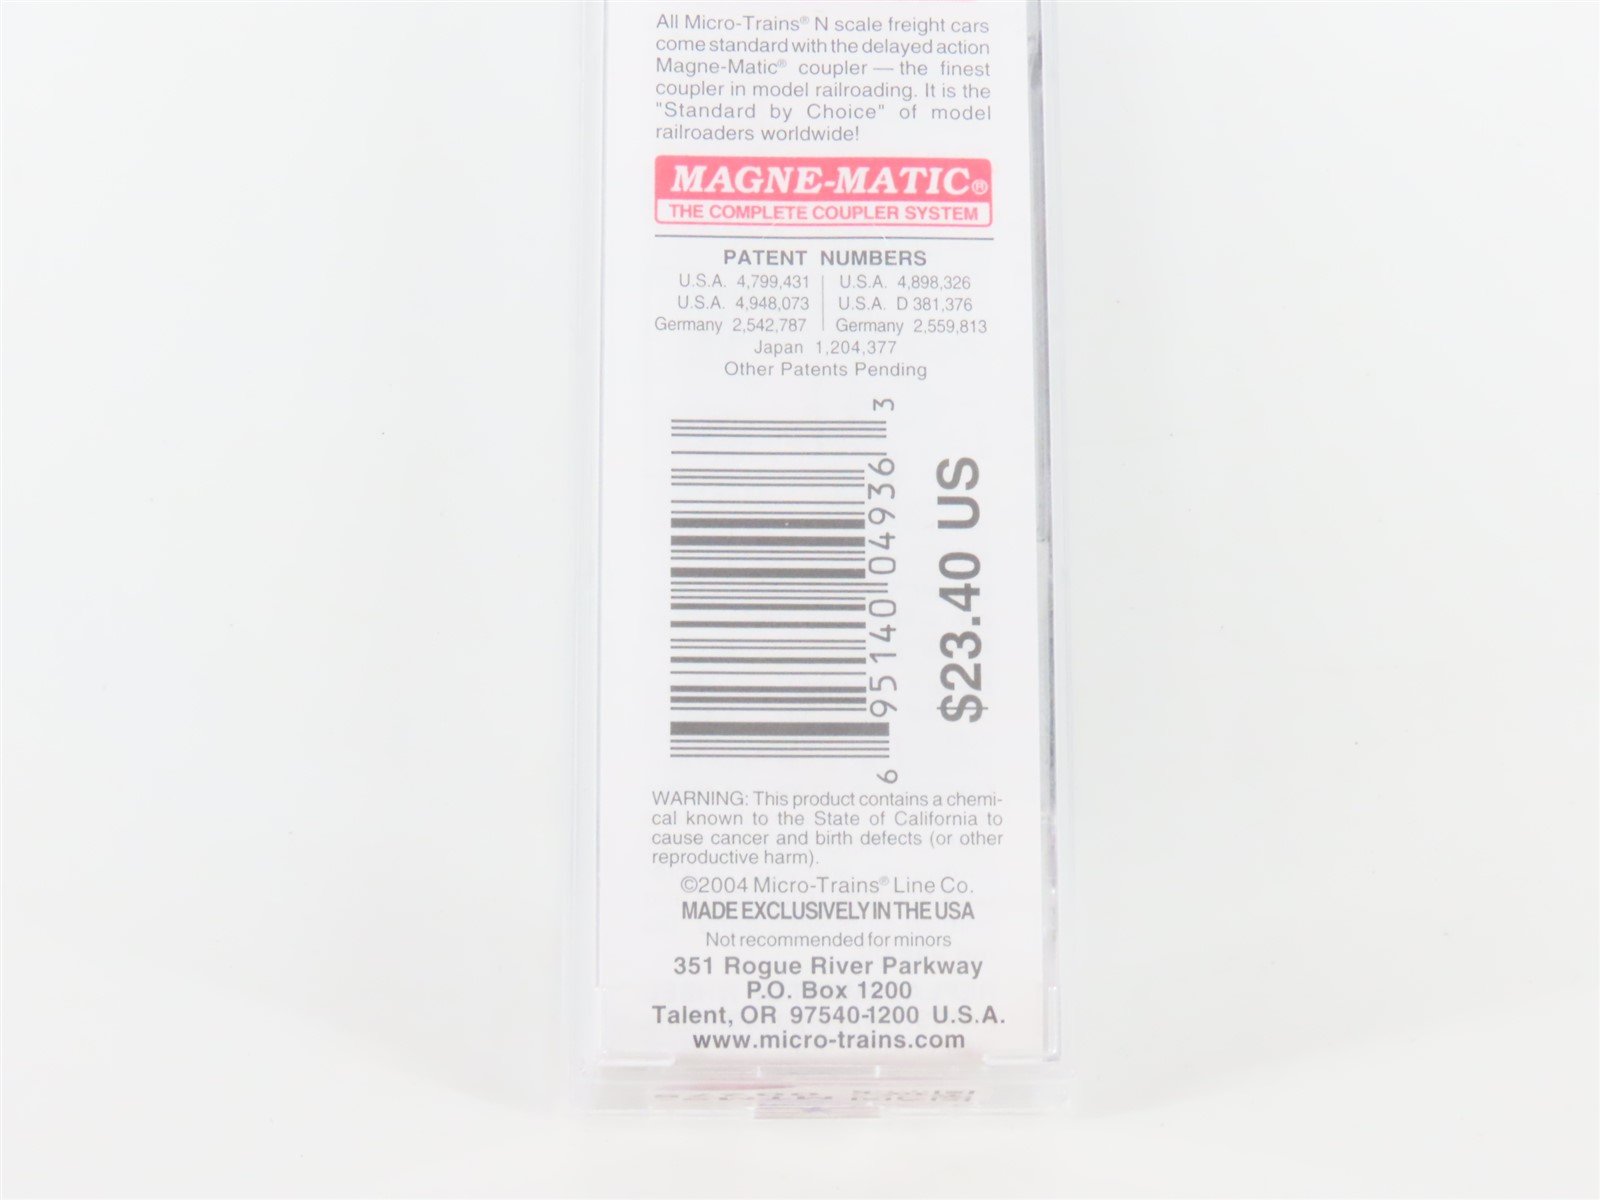 All Micro-Trains® N scale freight cars
come standard with the delayed action
Magne-Matic® coupler — the finest
coupler in model railroading. It is the
"Standard by Choice" of model
railroaders worldwide!
MAGNE-MATIC®
THE COMPLETE COUPLER SYSTEM
PATENT NUMBERS
U.S.A. 4,799,431 | U.S.A. 4,898,326
U.S.A. 4,948,073 | U.S.A. D 381,376
Germany 2,542,787 | Germany 2,559,813
Japan 1,204,377
Other Patents Pending
6 95140 04936 3
$23.40 US
WARNING: This product contains a chemi-
cal known to the State of California to
cause cancer and birth defects (or other
reproductive harm).
©2004 Micro-Trains® Line Co.
MADE EXCLUSIVELY IN THE USA
Not recommended for minors
351 Rogue River Parkway
P.O. Box 1200
Talent, OR 97540-1200 U.S.A.
www.micro-trains.com